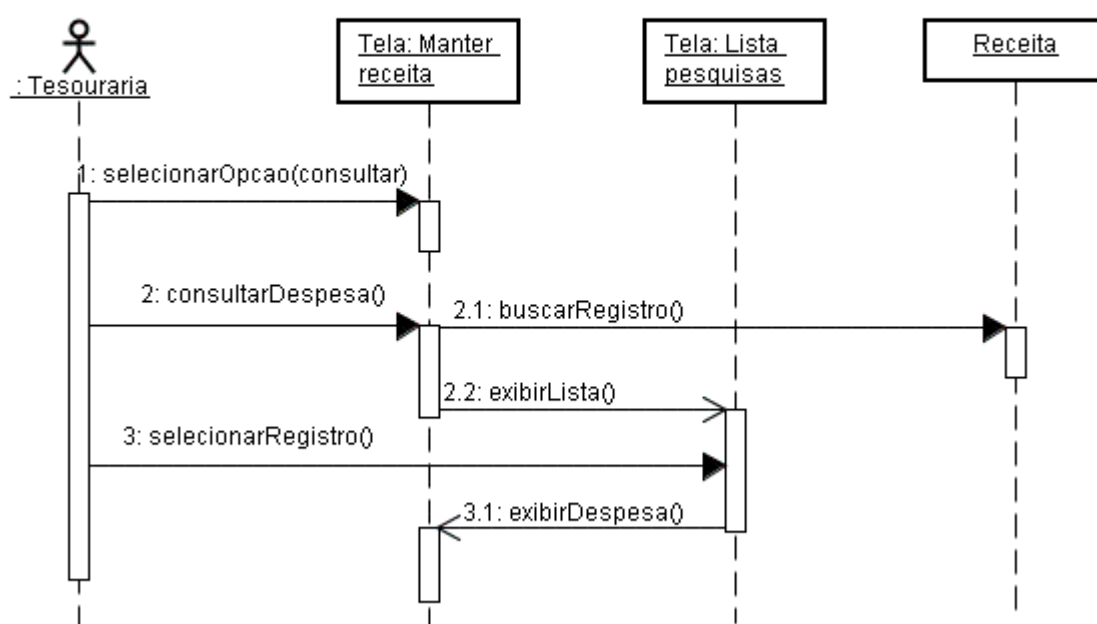 : Tesouraria
Tela: Manter
receita
Tela: Lista
pesquisas
Receita
1: selecionarOpcao(consultar)
2: consultarDespesa()
2.1: buscarRegistro()
2.2: exibirLista()
3: selecionarRegistro()
3.1: exibirDespesa()